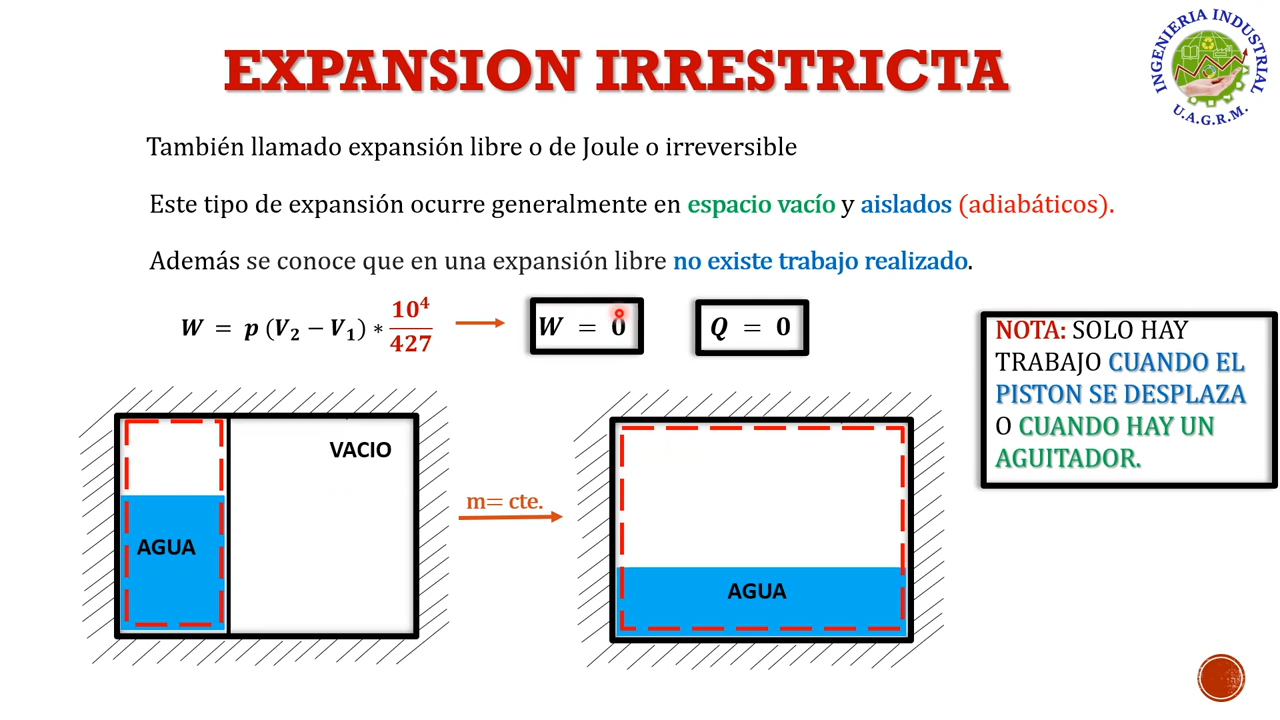 EXPANSION IRRESTRICTA
INGENIERIA INDUSTRIAL
U.A.G.R.M.
También llamado expansión libre o de Joule o irreversible
Este tipo de expansión ocurre generalmente en espacio vacío y aislados (adiabáticos).
Además se conoce que en una expansión libre no existe trabajo realizado.
W = p (V₂ − V₁) * 10⁴/427
W = 0
Q = 0
NOTA: SOLO HAY
TRABAJO CUANDO EL
PISTON SE DESPLAZA
O CUANDO HAY UN
AGUITADOR.
VACIO
AGUA
m= cte.
AGUA